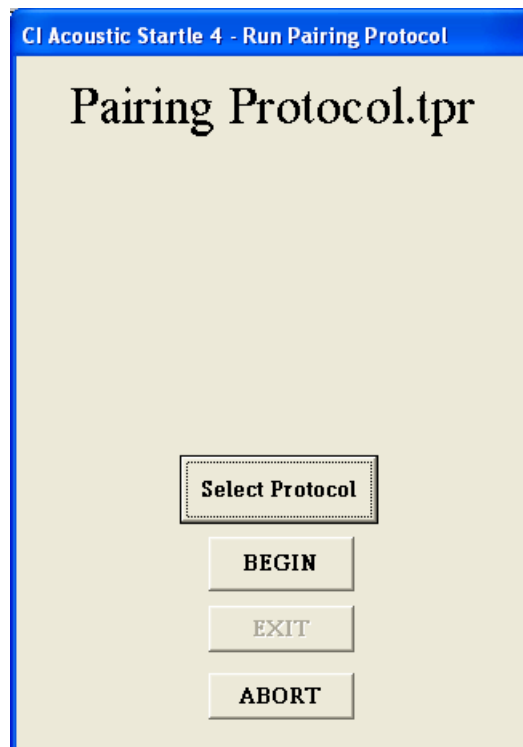 CI Acoustic Startle 4 - Run Pairing Protocol
Pairing Protocol.tpr
Select Protocol
BEGIN
EXIT
ABORT